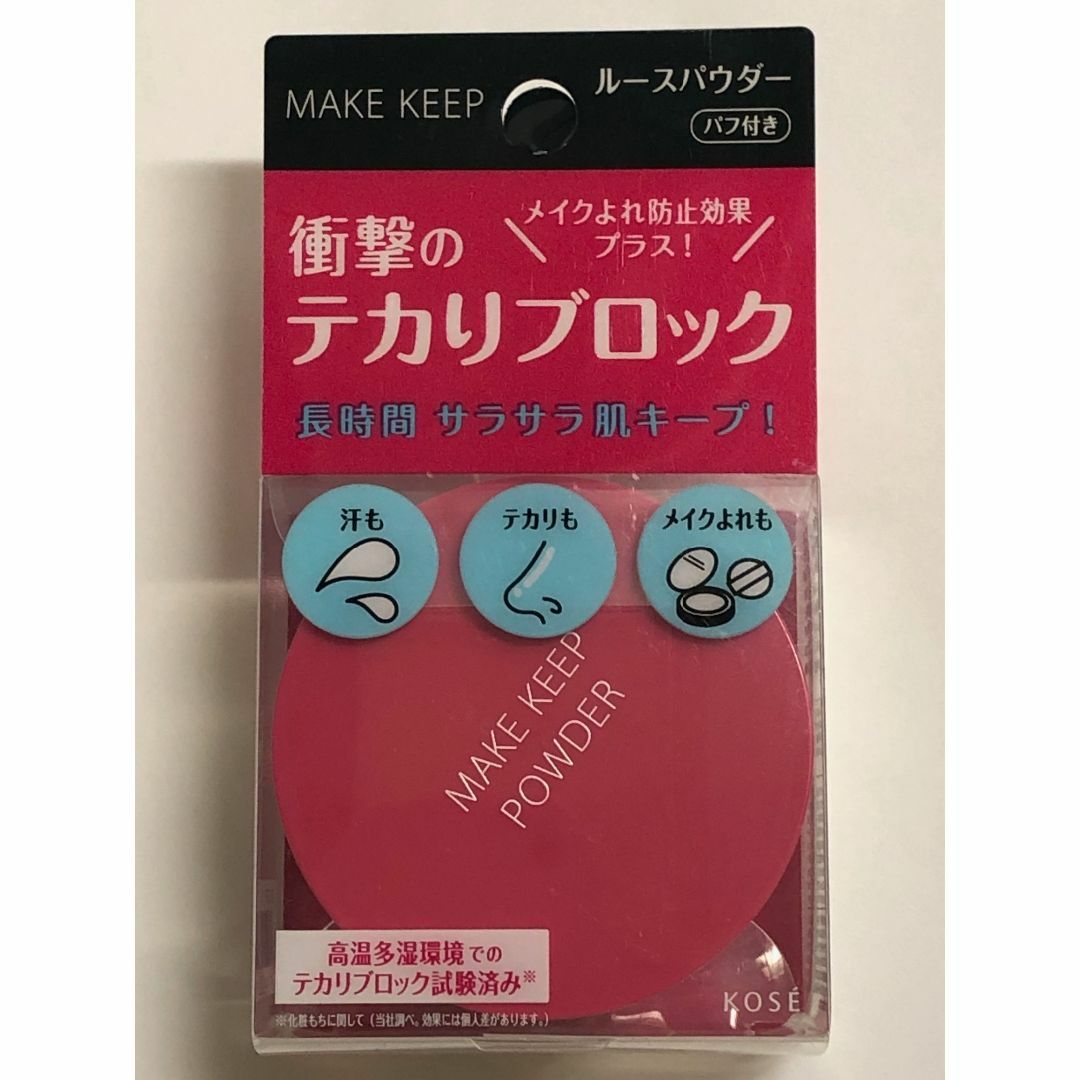 MAKE KEEP
ルースパウダー
パフ付き
メイクよれ防止効果
プラス!
衝撃の
テカりブロック
長時間 サラサラ肌キープ!
汗も
テカリも
メイクよれも
MAKE KEEP
POWDER
高温多湿環境での
テカリブロック試験済み※
※化粧もちに関して(当社調べ。効果には個人差があります。)
KOSÉ